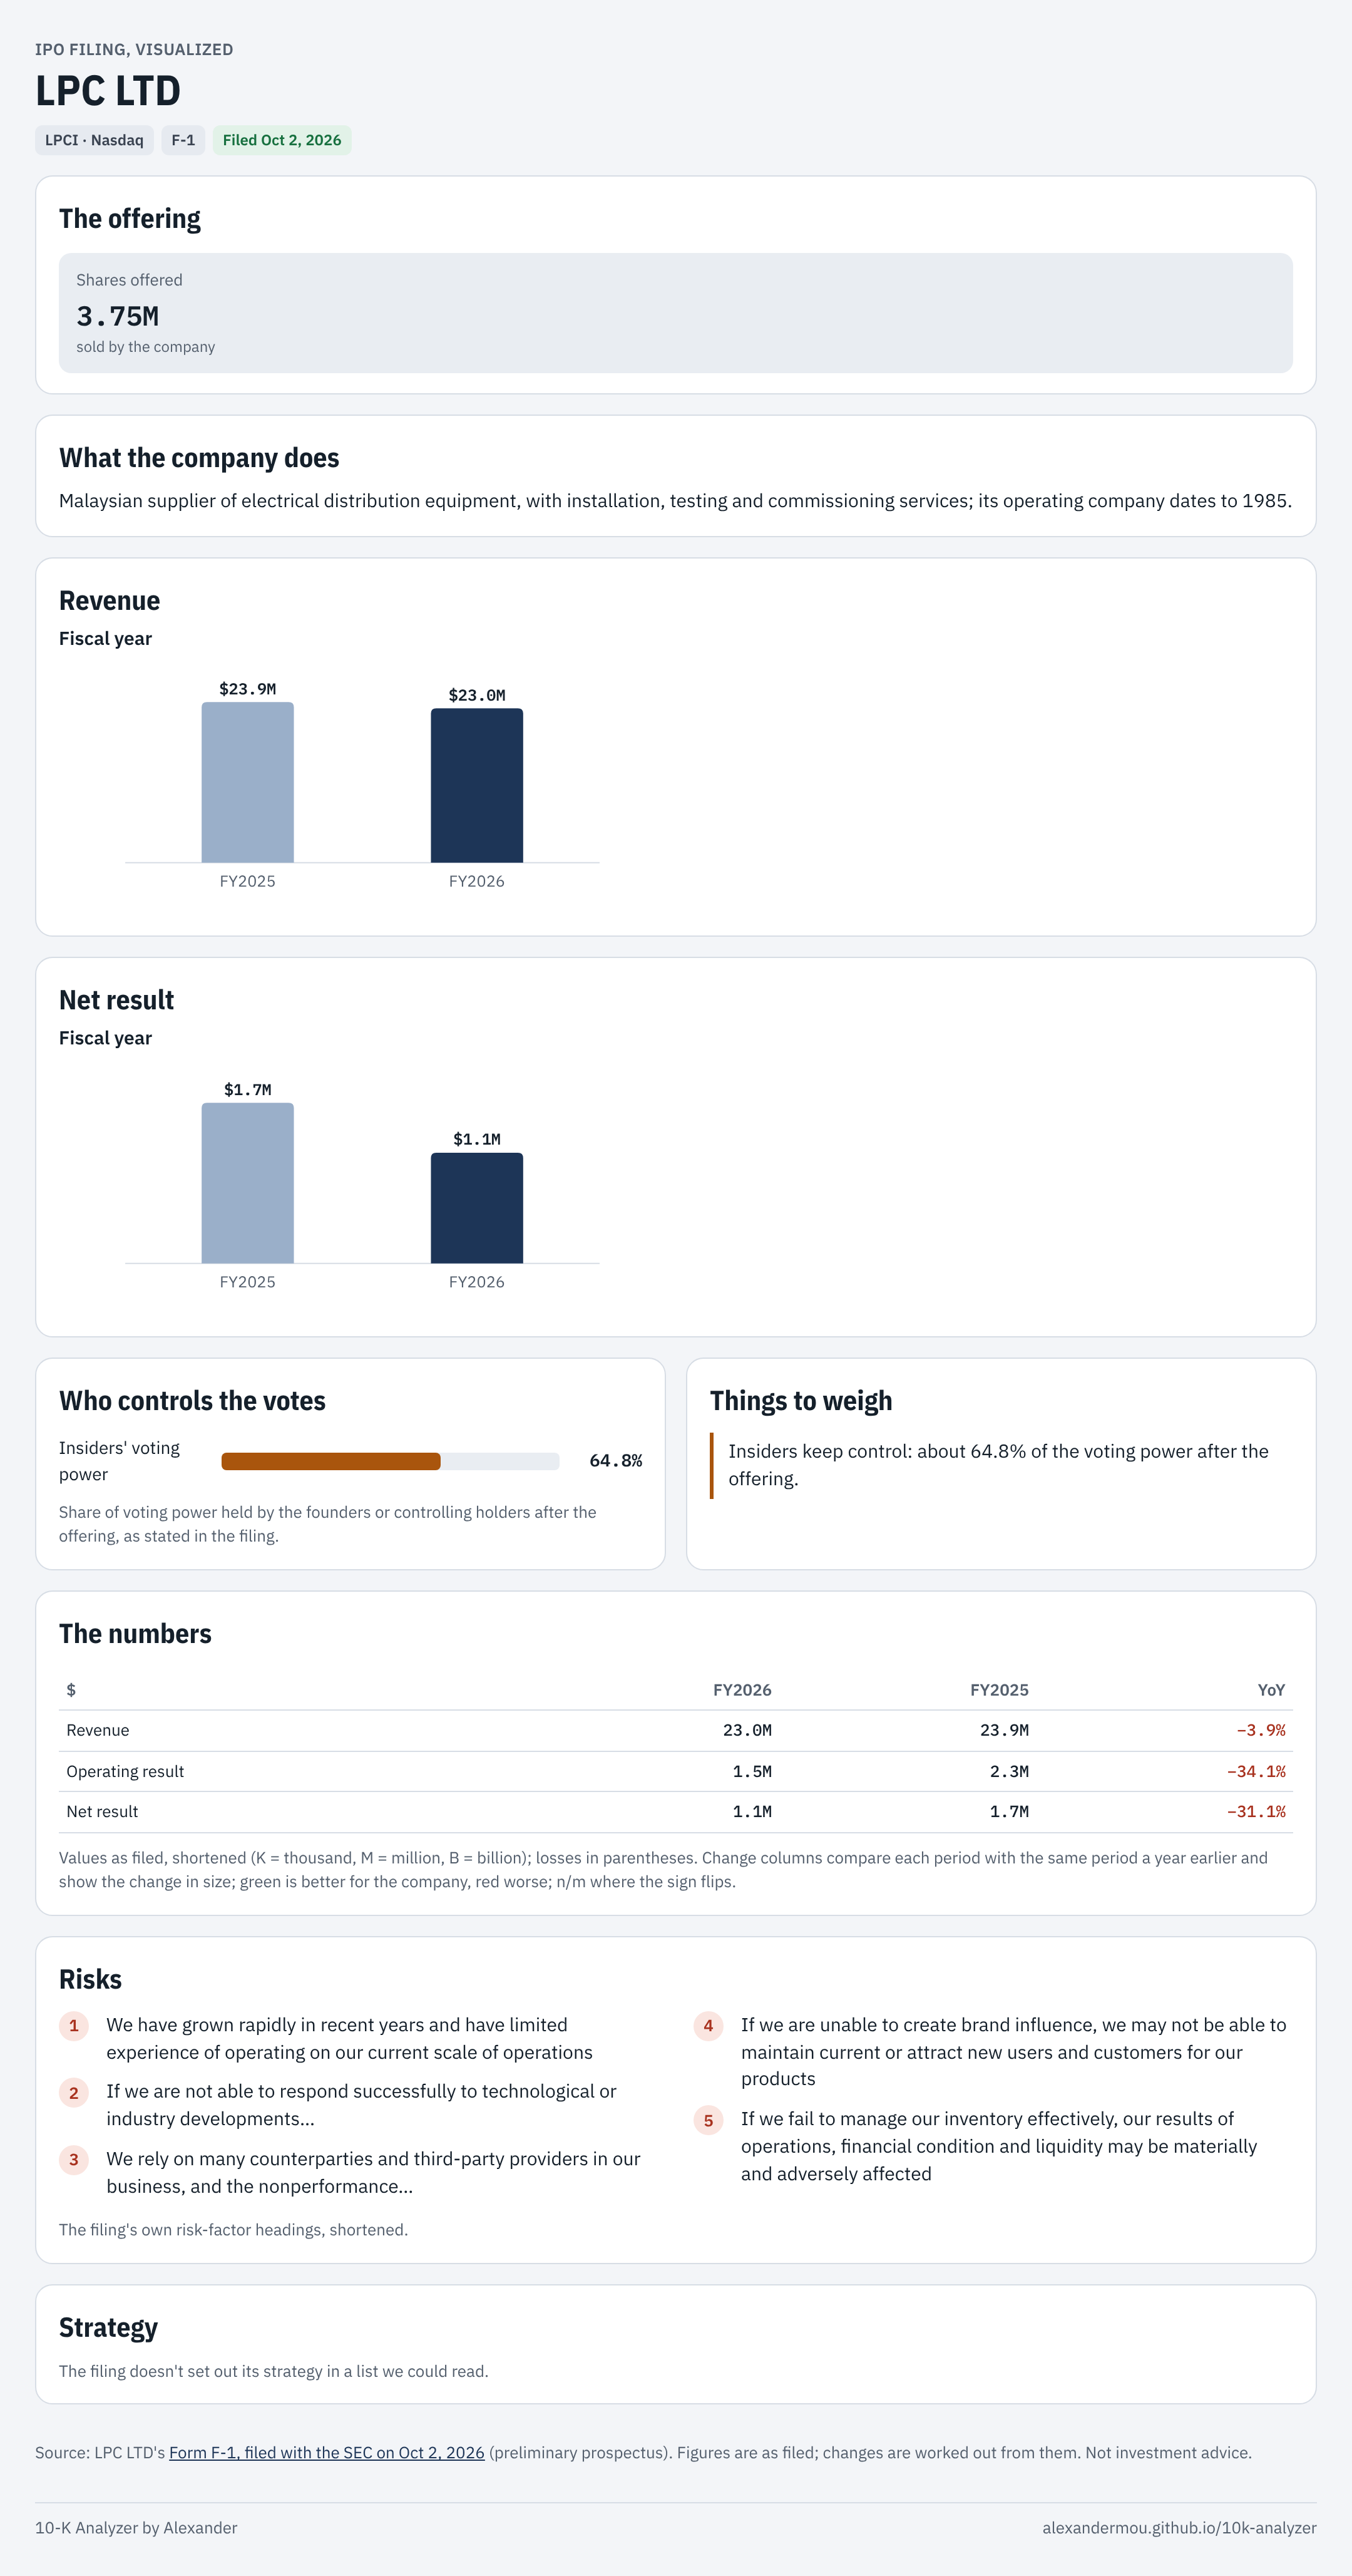 IPO FILING, VISUALIZED
LPC LTD
LPCI · Nasdaq
F-1
Filed Oct 2, 2026
The offering
Shares offered
3.75M
sold by the company
What the company does
Malaysian supplier of electrical distribution equipment, with installation, testing and commissioning services; its operating company dates to 1985.
Revenue
Fiscal year
$23.9M
$23.0M
FY2025
FY2026
Net result
Fiscal year
$1.7M
$1.1M
FY2025
FY2026
Who controls the votes
Insiders' voting
power
64.8%
Share of voting power held by the founders or controlling holders after the
offering, as stated in the filing.
Things to weigh
Insiders keep control: about 64.8% of the voting power after the
offering.
The numbers
$ FY2026 FY2025 YoY
Revenue 23.0M 23.9M −3.9%
Operating result 1.5M 2.3M −34.1%
Net result 1.1M 1.7M −31.1%
Values as filed, shortened (K = thousand, M = million, B = billion); losses in parentheses. Change columns compare each period with the same period a year earlier and
show the change in size; green is better for the company, red worse; n/m where the sign flips.
Risks
1 We have grown rapidly in recent years and have limited
experience of operating on our current scale of operations
2 If we are not able to respond successfully to technological or
industry developments…
3 We rely on many counterparties and third-party providers in our
business, and the nonperformance…
4 If we are unable to create brand influence, we may not be able to
maintain current or attract new users and customers for our
products
5 If we fail to manage our inventory effectively, our results of
operations, financial condition and liquidity may be materially
and adversely affected
The filing's own risk-factor headings, shortened.
Strategy
The filing doesn't set out its strategy in a list we could read.
Source: LPC LTD's Form F-1, filed with the SEC on Oct 2, 2026 (preliminary prospectus). Figures are as filed; changes are worked out from them. Not investment advice.
10-K Analyzer by Alexander
alexandermou.github.io/10k-analyzer